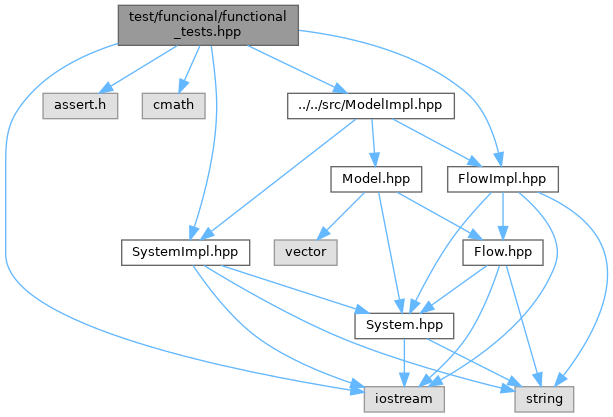 test/funcional/functional
_tests.hpp
assert.h
cmath
../../src/ModelImpl.hpp
Model.hpp
FlowImpl.hpp
SystemImpl.hpp
vector
Flow.hpp
System.hpp
iostream
string